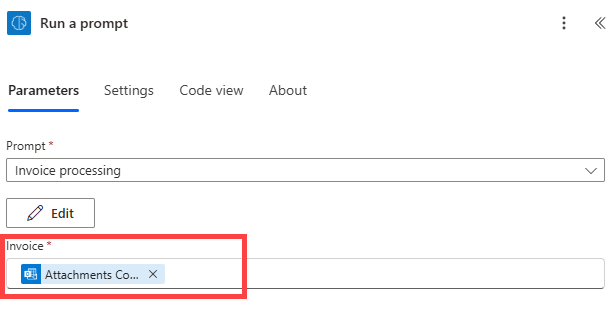 Run a prompt
Parameters Settings Code view About
Prompt *
Invoice processing
Edit
Invoice *
Attachments Co...